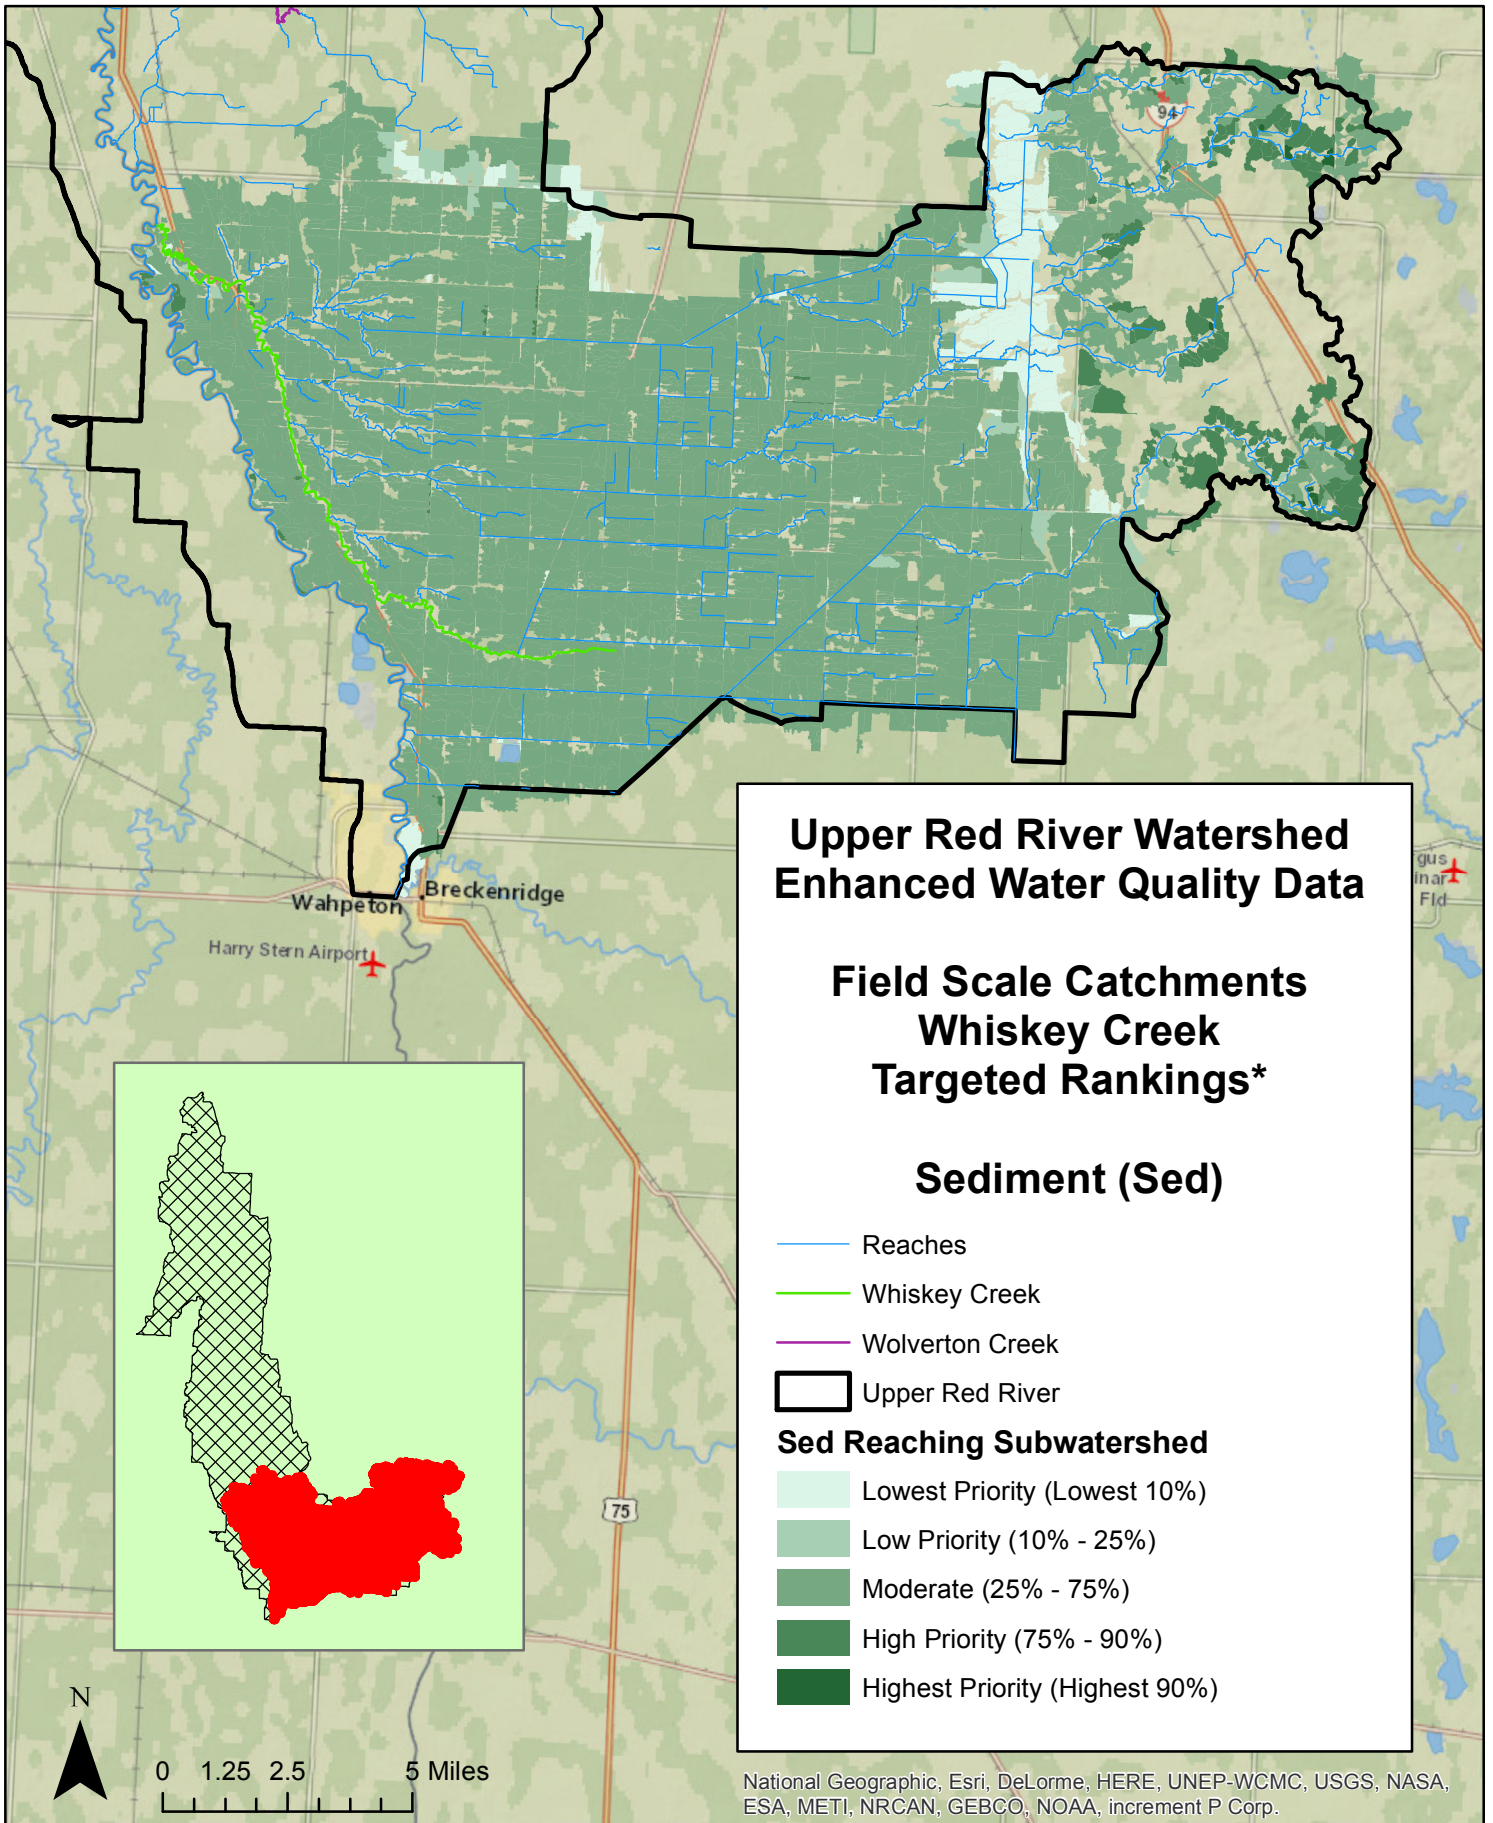 94
Wahpeton
Breckenridge
Harry Stern Airport
gus
inar
Fld
75
Upper Red River Watershed
Enhanced Water Quality Data
Field Scale Catchments
Whiskey Creek
Targeted Rankings*
Sediment (Sed)
Reaches
Whiskey Creek
Wolverton Creek
Upper Red River
Sed Reaching Subwatershed
Lowest Priority (Lowest 10%)
Low Priority (10% - 25%)
Moderate (25% - 75%)
High Priority (75% - 90%)
Highest Priority (Highest 90%)
N
0 1.25 2.5 5 Miles
National Geographic, Esri, DeLorme, HERE, UNEP-WCMC, USGS, NASA,
ESA, METI, NRCAN, GEBCO, NOAA, increment P Corp.